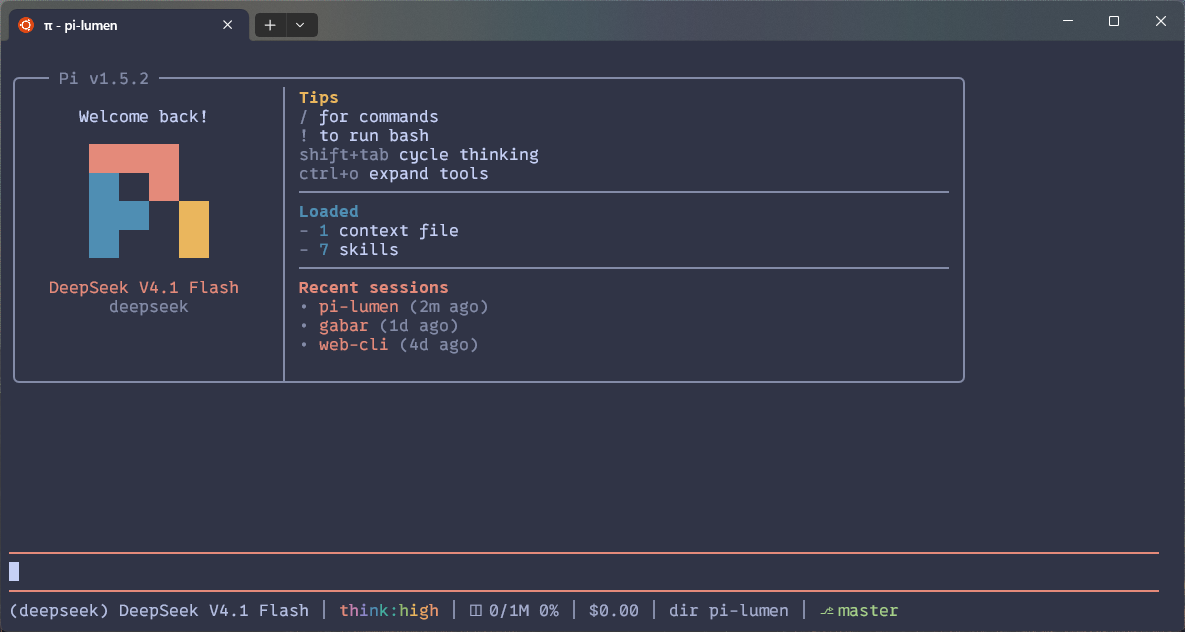 π - pi-lumen
Pi v1.5.2
Welcome back!
DeepSeek V4.1 Flash
deepseek
Tips
/ for commands
! to run bash
shift+tab cycle thinking
ctrl+o expand tools
Loaded
- 1 context file
- 7 skills
Recent sessions
• pi-lumen (2m ago)
• gabar (1d ago)
• web-cli (4d ago)
(deepseek) DeepSeek V4.1 Flash | think:high | ◫ 0/1M 0% | $0.00 | dir pi-lumen | ⎇ master